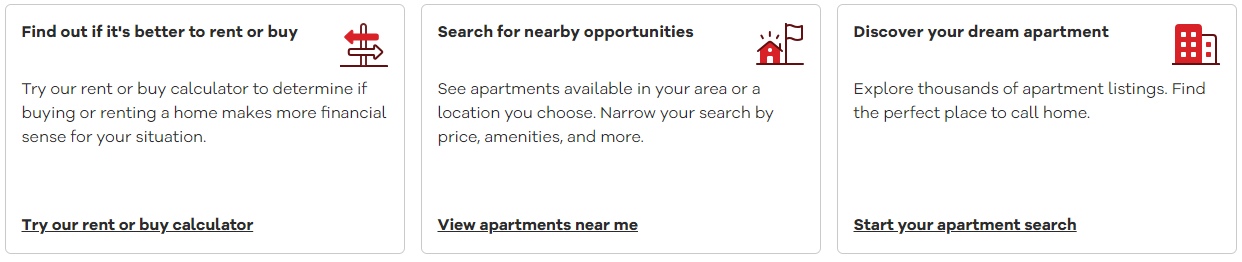 Find out if it's better to rent or buy
Try our rent or buy calculator to determine if
buying or renting a home makes more financial
sense for your situation.
Try our rent or buy calculator
Search for nearby opportunities
See apartments available in your area or a
location you choose. Narrow your search by
price, amenities, and more.
View apartments near me
Discover your dream apartment
Explore thousands of apartment listings. Find
the perfect place to call home.
Start your apartment search